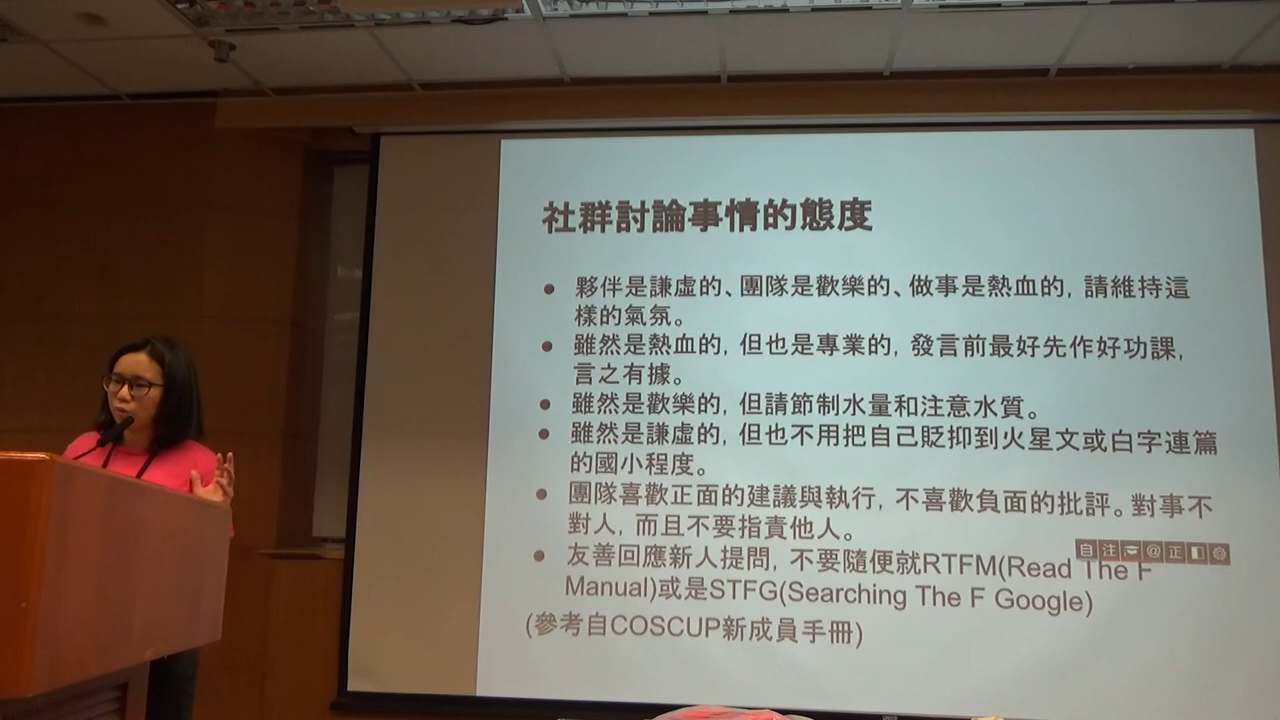 社群討論事情的態度
● 夥伴是謙虛的、團隊是歡樂的、做事是熱血的, 請維持這
樣的氣氛。
● 雖然是熱血的, 但也是專業的, 發言前最好先作好功課,
言之有據。
● 雖然是歡樂的, 但請節制水量和注意水質。
● 雖然是謙虛的, 但也不用把自己貶抑到火星文或白字連篇
的國小程度。
● 團隊喜歡正面的建議與執行, 不喜歡負面的批評。對事不
對人, 而且不要指責他人。
● 友善回應新人提問, 不要隨便就RTFM(Read The F
Manual)或是STFG(Searching The F Google)
(參考自COSCUP新成員手冊)
自 注 @ 正